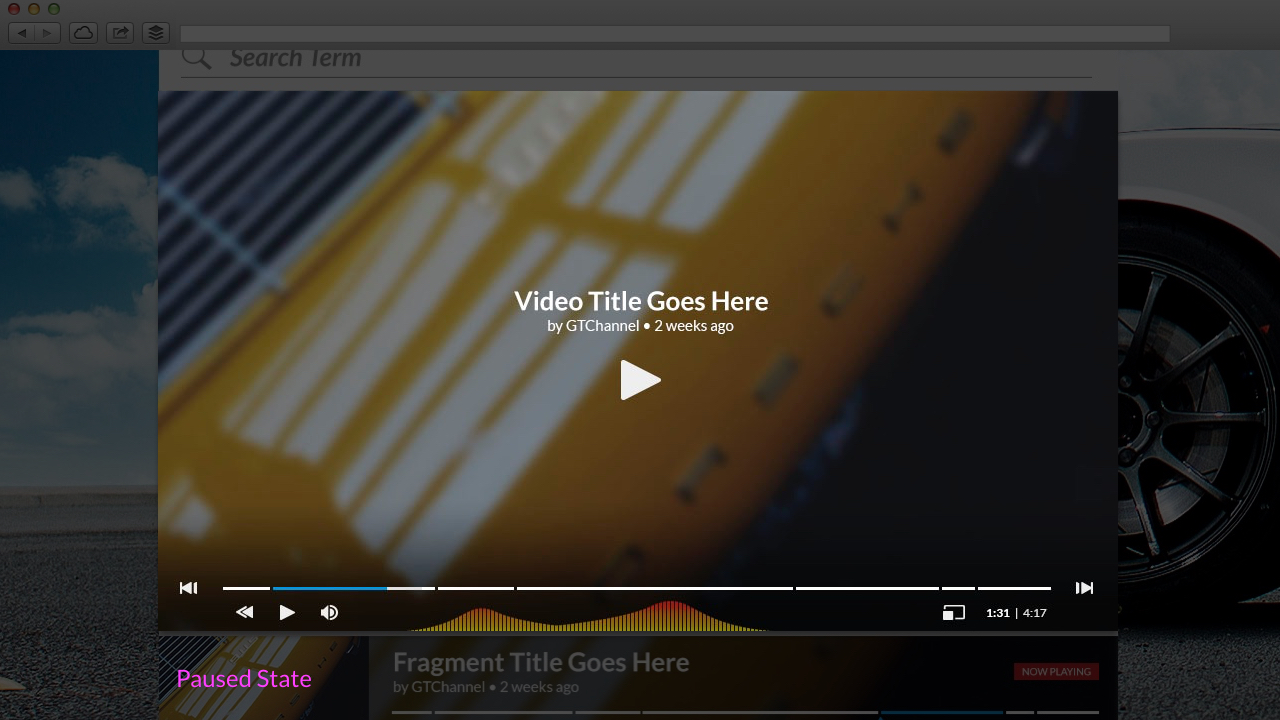 Search Term
Video Title Goes Here
by GTChannel • 2 weeks ago
1:31 | 4:17
Paused State
Fragment Title Goes Here
by GTChannel • 2 weeks ago
NOW PLAYING